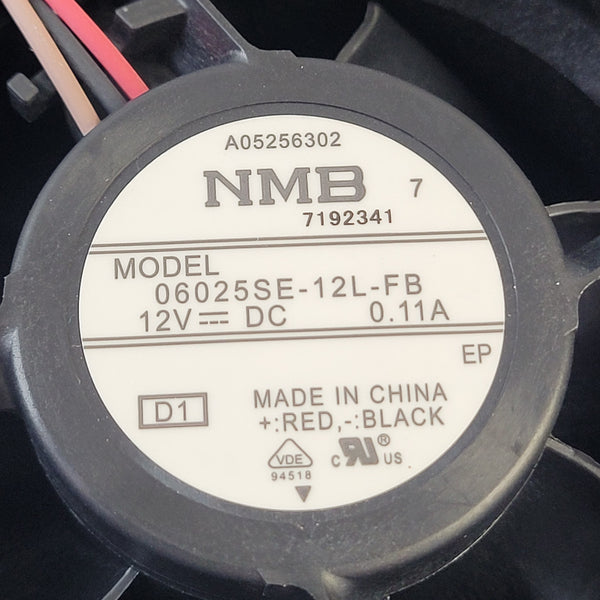 A05256302
NMB 7
7192341
MODEL
06025SE-12L-FB
12V ⎓ DC 0.11A
EP
D1
MADE IN CHINA
+:RED,-:BLACK
VDE
94518
c RU® US